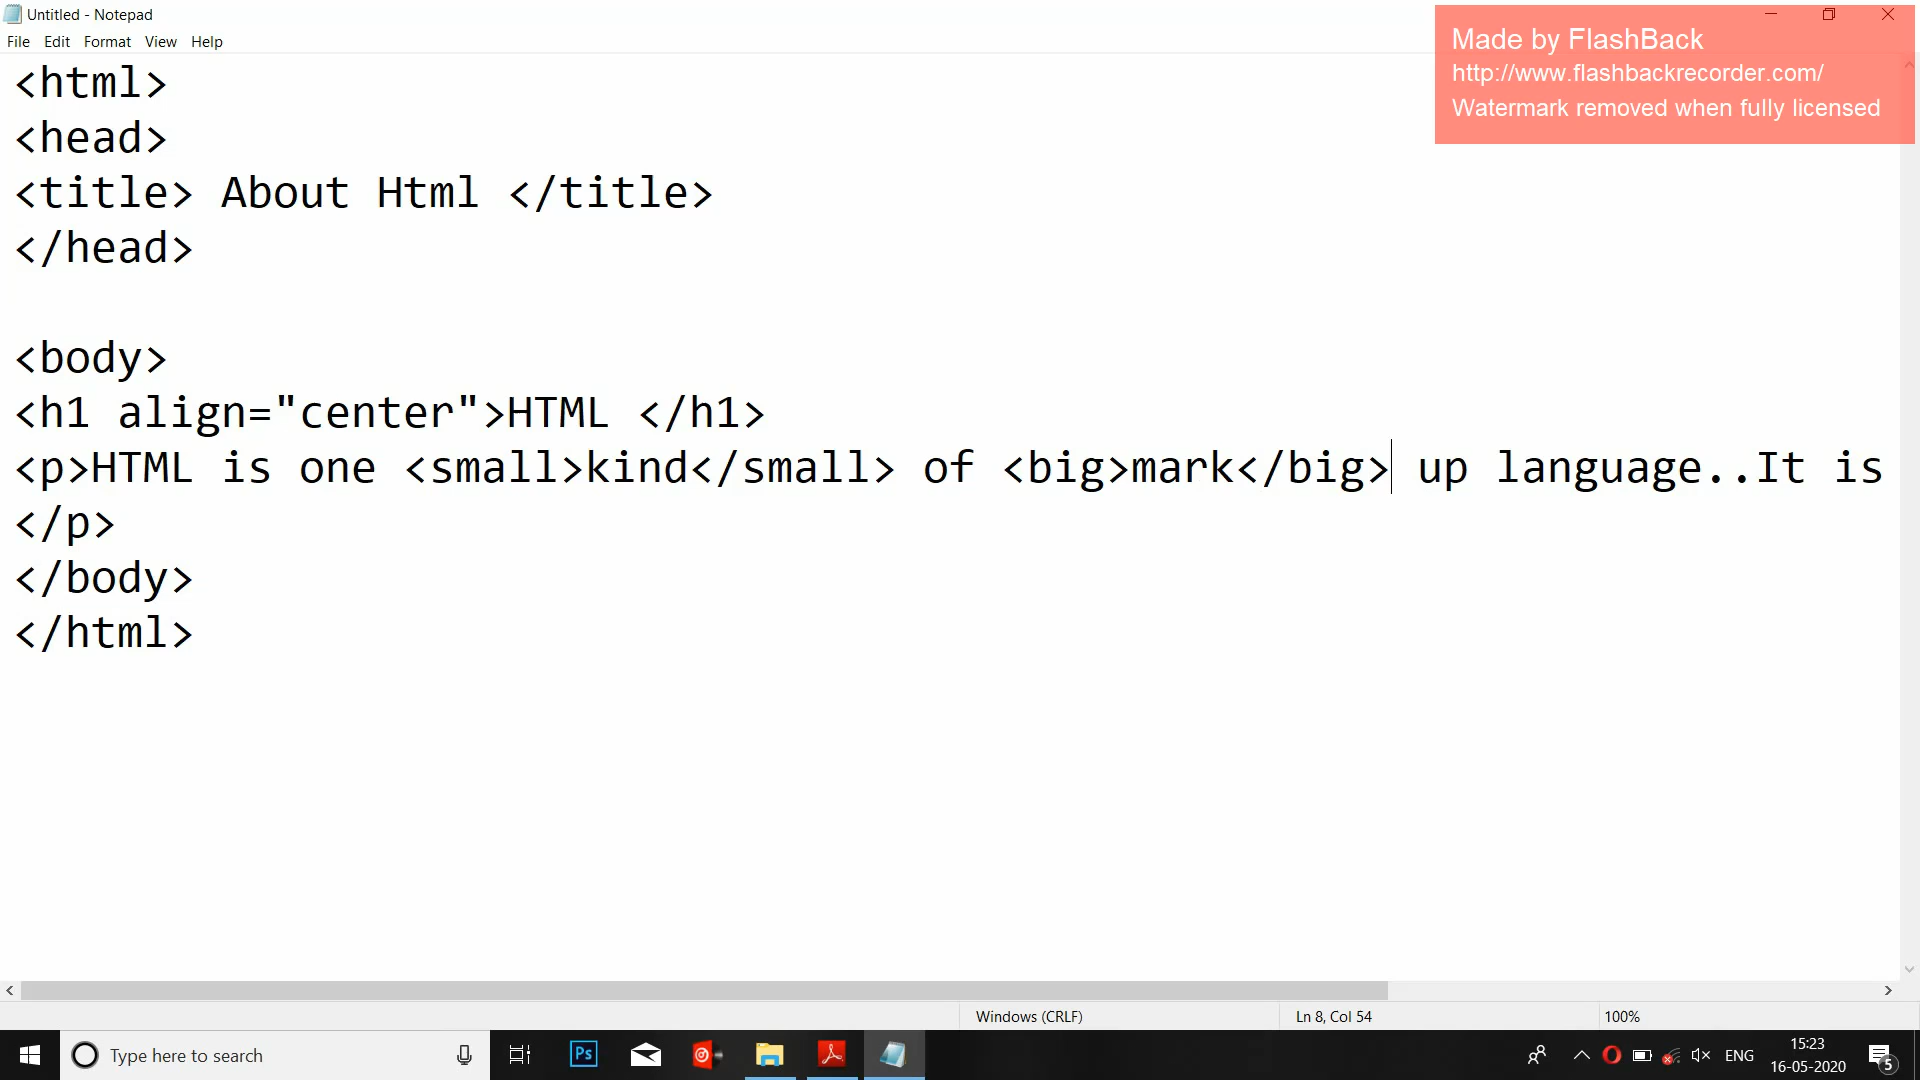 Untitled - Notepad
File Edit Format View Help
Made by FlashBack
http://www.flashbackrecorder.com/
Watermark removed when fully licensed
<html>
<head>
<title> About Html </title>
</head>
<body>
<h1 align="center">HTML </h1>
<p>HTML is one <small>kind</small> of <big>mark</big> up language..It is
</p>
</body>
</html>
Windows (CRLF) Ln 8, Col 54 100%
Type here to search
Ps
ENG
15:23
16-05-2020
5